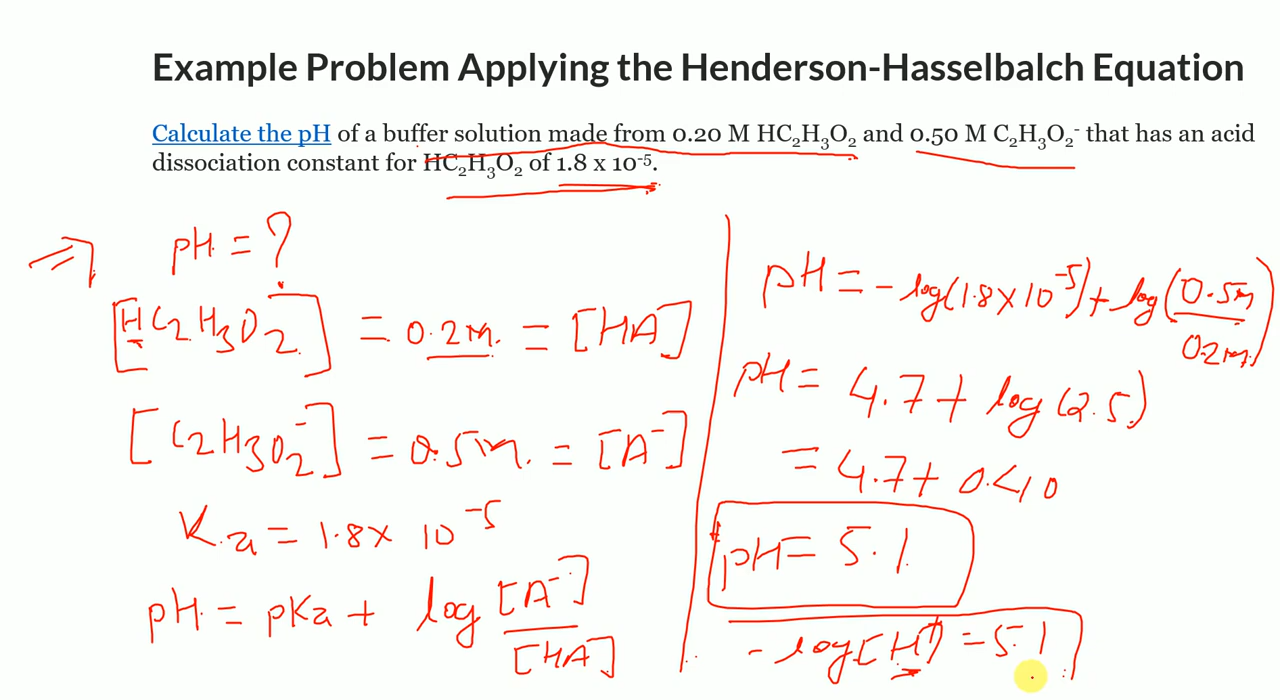 Example Problem Applying the Henderson-Hasselbalch Equation
Calculate the pH of a buffer solution made from 0.20 M HC₂H₃O₂ and 0.50 M C₂H₃O₂⁻ that has an acid
dissociation constant for HC₂H₃O₂ of 1.8 x 10⁻⁵.
⇒ pH = ?
[HC₂H₃O₂] = 0.2m. = [HA]
[C₂H₃O₂⁻] = 0.5m. = [A⁻]
Ka = 1.8 x 10⁻⁵
pH = pKa + log [A⁻]/[HA]
pH = - log(1.8 x 10⁻⁵) + log(0.5m/0.2m)
pH = 4.7 + log (2.5)
= 4.7 + 0.40
pH = 5.1
- log[H⁺] = 5.1